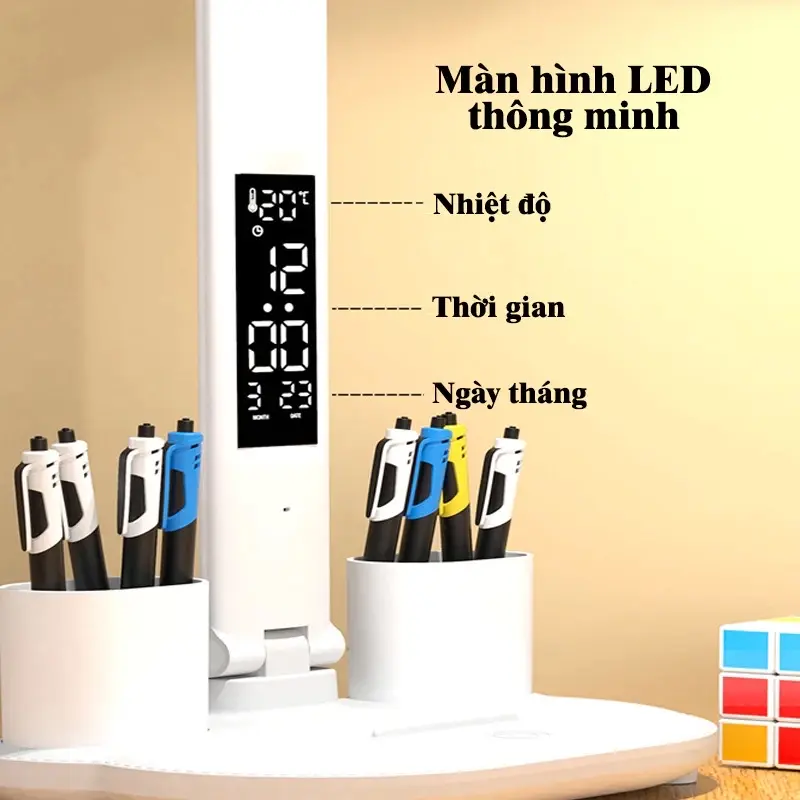 Màn hình LED
thông minh
20°C
Nhiệt độ
12
Thời gian
00
3 23
Ngày tháng
MONTH DATE